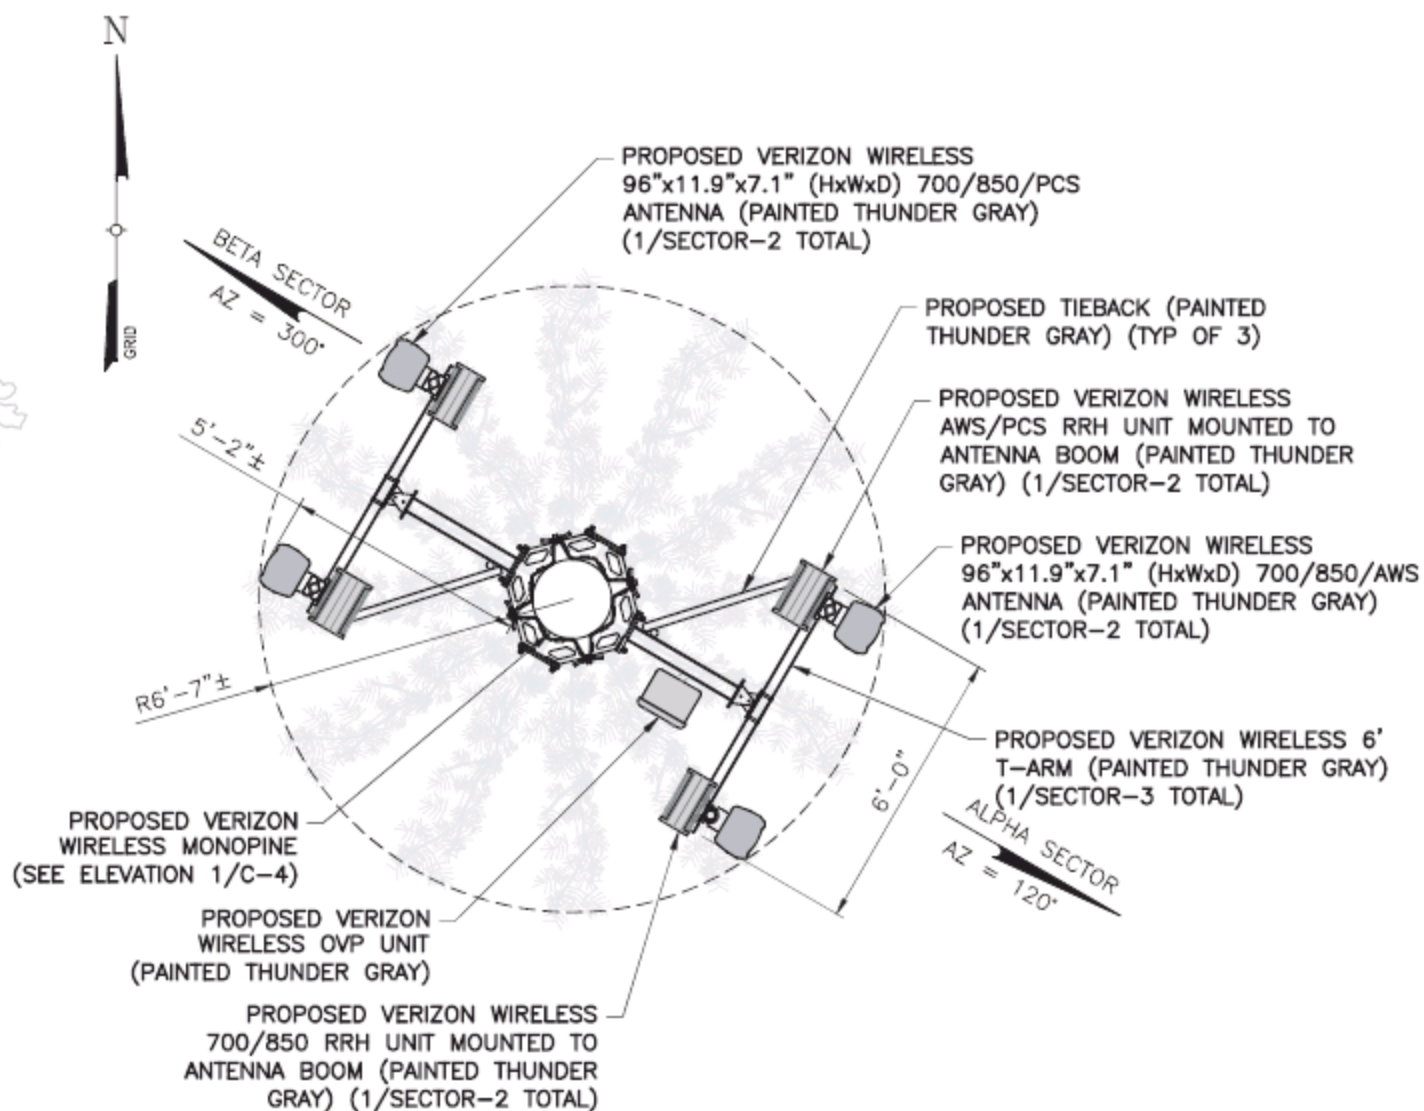 N
GRID
PROPOSED VERIZON WIRELESS
96"x11.9"x7.1" (HxWxD) 700/850/PCS
ANTENNA (PAINTED THUNDER GRAY)
(1/SECTOR-2 TOTAL)
BETA SECTOR
AZ = 300°
PROPOSED TIEBACK (PAINTED
THUNDER GRAY) (TYP OF 3)
PROPOSED VERIZON WIRELESS
AWS/PCS RRH UNIT MOUNTED TO
ANTENNA BOOM (PAINTED THUNDER
GRAY) (1/SECTOR-2 TOTAL)
5'-2"±
PROPOSED VERIZON WIRELESS
96"x11.9"x7.1" (HxWxD) 700/850/AWS
ANTENNA (PAINTED THUNDER GRAY)
(1/SECTOR-2 TOTAL)
R6'-7"±
PROPOSED VERIZON WIRELESS 6'
T-ARM (PAINTED THUNDER GRAY)
(1/SECTOR-3 TOTAL)
6'-0"
ALPHA SECTOR
AZ = 120°
PROPOSED VERIZON
WIRELESS MONOPINE
(SEE ELEVATION 1/C-4)
PROPOSED VERIZON
WIRELESS OVP UNIT
(PAINTED THUNDER GRAY)
PROPOSED VERIZON WIRELESS
700/850 RRH UNIT MOUNTED TO
ANTENNA BOOM (PAINTED THUNDER
GRAY) (1/SECTOR-2 TOTAL)